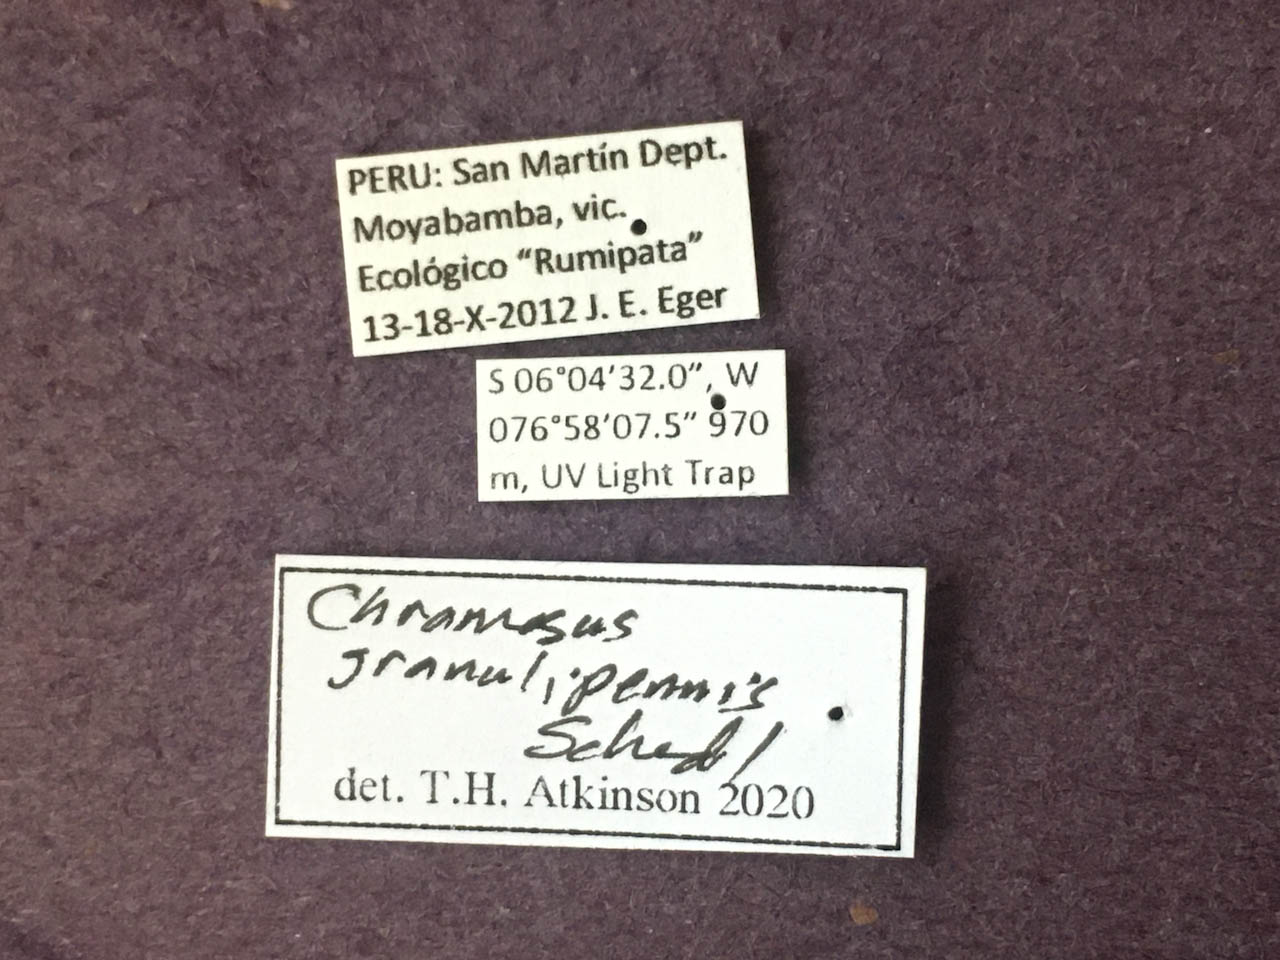 PERU: San Martín Dept.
Moyabamba, vic.
Ecológico “Rumipata”
13-18-X-2012 J. E. Eger
S 06°04′32.0″, W
076°58′07.5″ 970
m, UV Light Trap
Chramesus
granulipennis
Schedl
det. T.H. Atkinson 2020